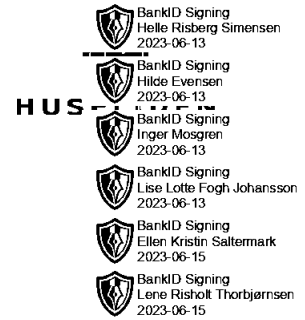 BankID Signing
Helle Risberg Simensen
2023-06-13
BankID Signing
Hilde Evensen
2023-06-13
HUS
BankID Signing
Inger Mosgren
2023-06-13
BankID Signing
Lise Lotte Fogh Johansson
2023-06-13
BankID Signing
Ellen Kristin Saltermark
2023-06-15
BankID Signing
Lene Risholt Thorbjørnsen
2023-06-15